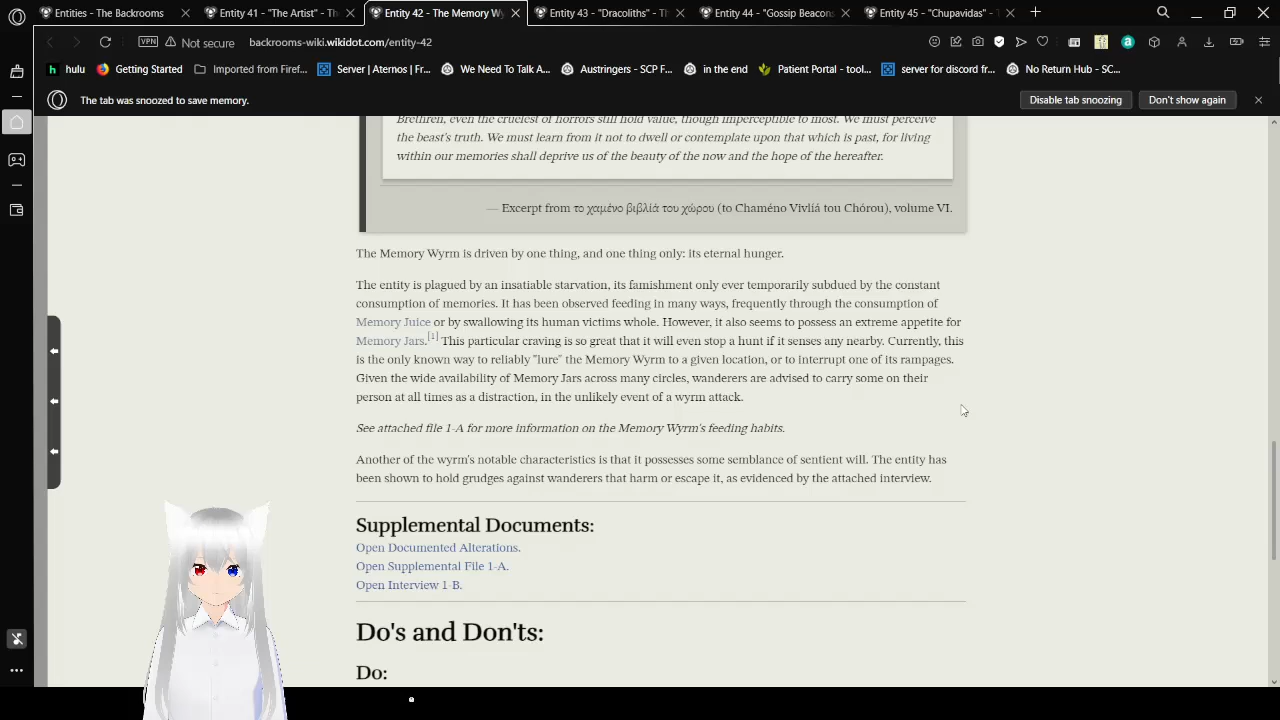 Entities - The Backrooms
Entity 41 - "The Artist" - Th
Entity 42 - The Memory Wy
Entity 43 - "Dracoliths" - Th
Entity 44 - "Gossip Beacons
Entity 45 - "Chupavidas" -
VPN
Not secure
backrooms-wiki.wikidot.com/entity-42
hulu
Getting Started
Imported from Firef...
Server | Aternos | Fr...
We Need To Talk A...
Austringers - SCP F...
in the end
Patient Portal - tool...
server for discord fr...
No Return Hub - SC...
The tab was snoozed to save memory.
Disable tab snoozing
Don't show again
Brethren, even the cruelest of horrors still hold value, though imperceptible to most. We must perceive
the beast's truth. We must learn from it not to dwell or contemplate upon that which is past, for living
within our memories shall deprive us of the beauty of the now and the hope of the hereafter.
— Excerpt from το χαμένο βιβλίά του χώρου (to Chaméno Vivliá tou Chórou), volume VI.
The Memory Wyrm is driven by one thing, and one thing only: its eternal hunger.
The entity is plagued by an insatiable starvation, its famishment only ever temporarily subdued by the constant
consumption of memories. It has been observed feeding in many ways, frequently through the consumption of
Memory Juice or by swallowing its human victims whole. However, it also seems to possess an extreme appetite for
Memory Jars.[1] This particular craving is so great that it will even stop a hunt if it senses any nearby. Currently, this
is the only known way to reliably "lure" the Memory Wyrm to a given location, or to interrupt one of its rampages.
Given the wide availability of Memory Jars across many circles, wanderers are advised to carry some on their
person at all times as a distraction, in the unlikely event of a wyrm attack.
See attached file 1-A for more information on the Memory Wyrm's feeding habits.
Another of the wyrm's notable characteristics is that it possesses some semblance of sentient will. The entity has
been shown to hold grudges against wanderers that harm or escape it, as evidenced by the attached interview.
Supplemental Documents:
Open Documented Alterations.
Open Supplemental File 1-A.
Open Interview 1-B.
Do's and Don'ts:
Do: